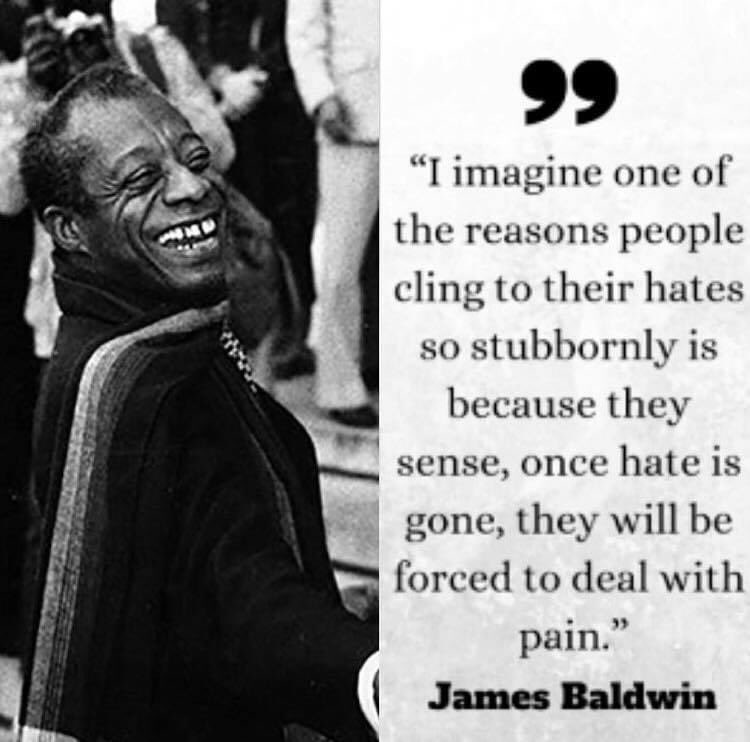 ”
“I imagine one of
the reasons people
cling to their hates
so stubbornly is
because they
sense, once hate is
gone, they will be
forced to deal with
pain.”
James Baldwin